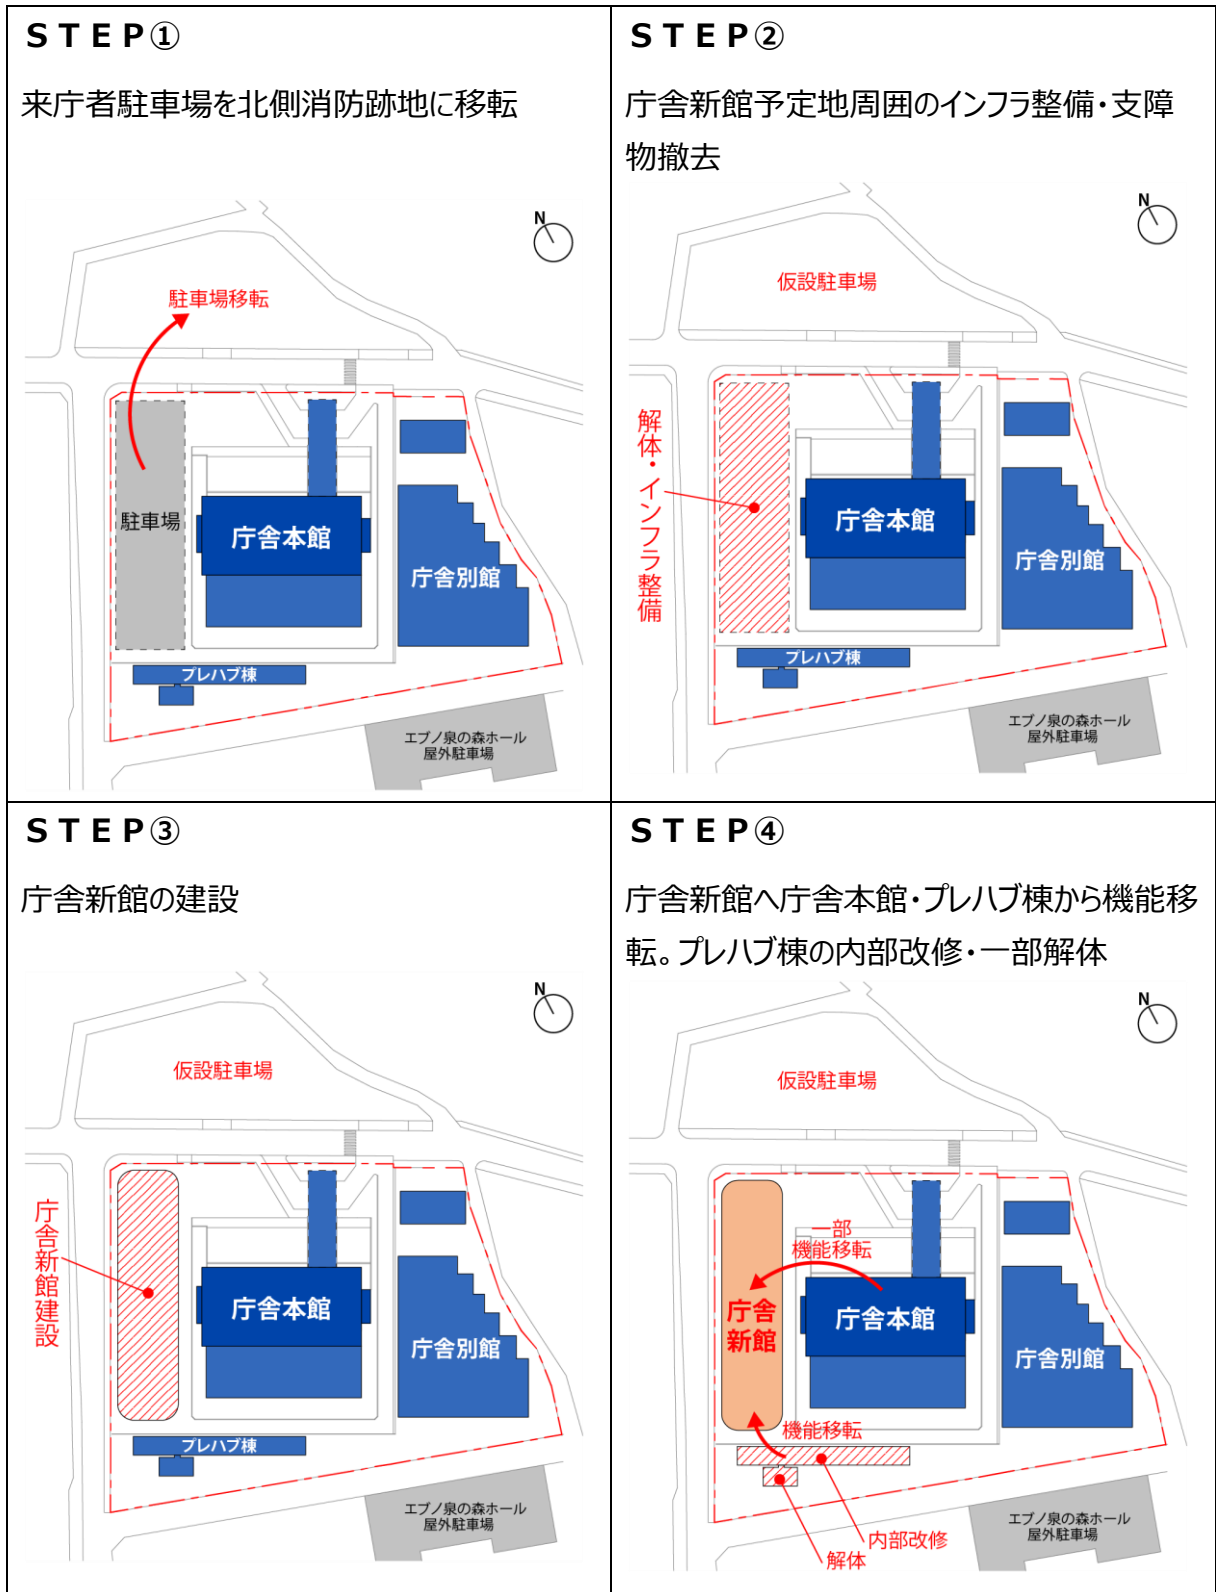 ＳＴＥＰ①
来庁者駐車場を北側消防跡地に移転
N
駐車場移転
駐車場
庁舎本館
庁舎別館
プレハブ棟
エブノ泉の森ホール
屋外駐車場
ＳＴＥＰ②
庁舎新館予定地周囲のインフラ整備・支障
物撤去
N
仮設駐車場
解体・インフラ整備
庁舎本館
庁舎別館
プレハブ棟
エブノ泉の森ホール
屋外駐車場
ＳＴＥＰ③
庁舎新館の建設
N
仮設駐車場
庁舎新館建設
庁舎本館
庁舎別館
プレハブ棟
エブノ泉の森ホール
屋外駐車場
ＳＴＥＰ④
庁舎新館へ庁舎本館・プレハブ棟から機能移
転。プレハブ棟の内部改修・一部解体
N
仮設駐車場
一部
機能移転
庁舎
新館
庁舎本館
庁舎別館
機能移転
エブノ泉の森ホール
屋外駐車場
内部改修
解体